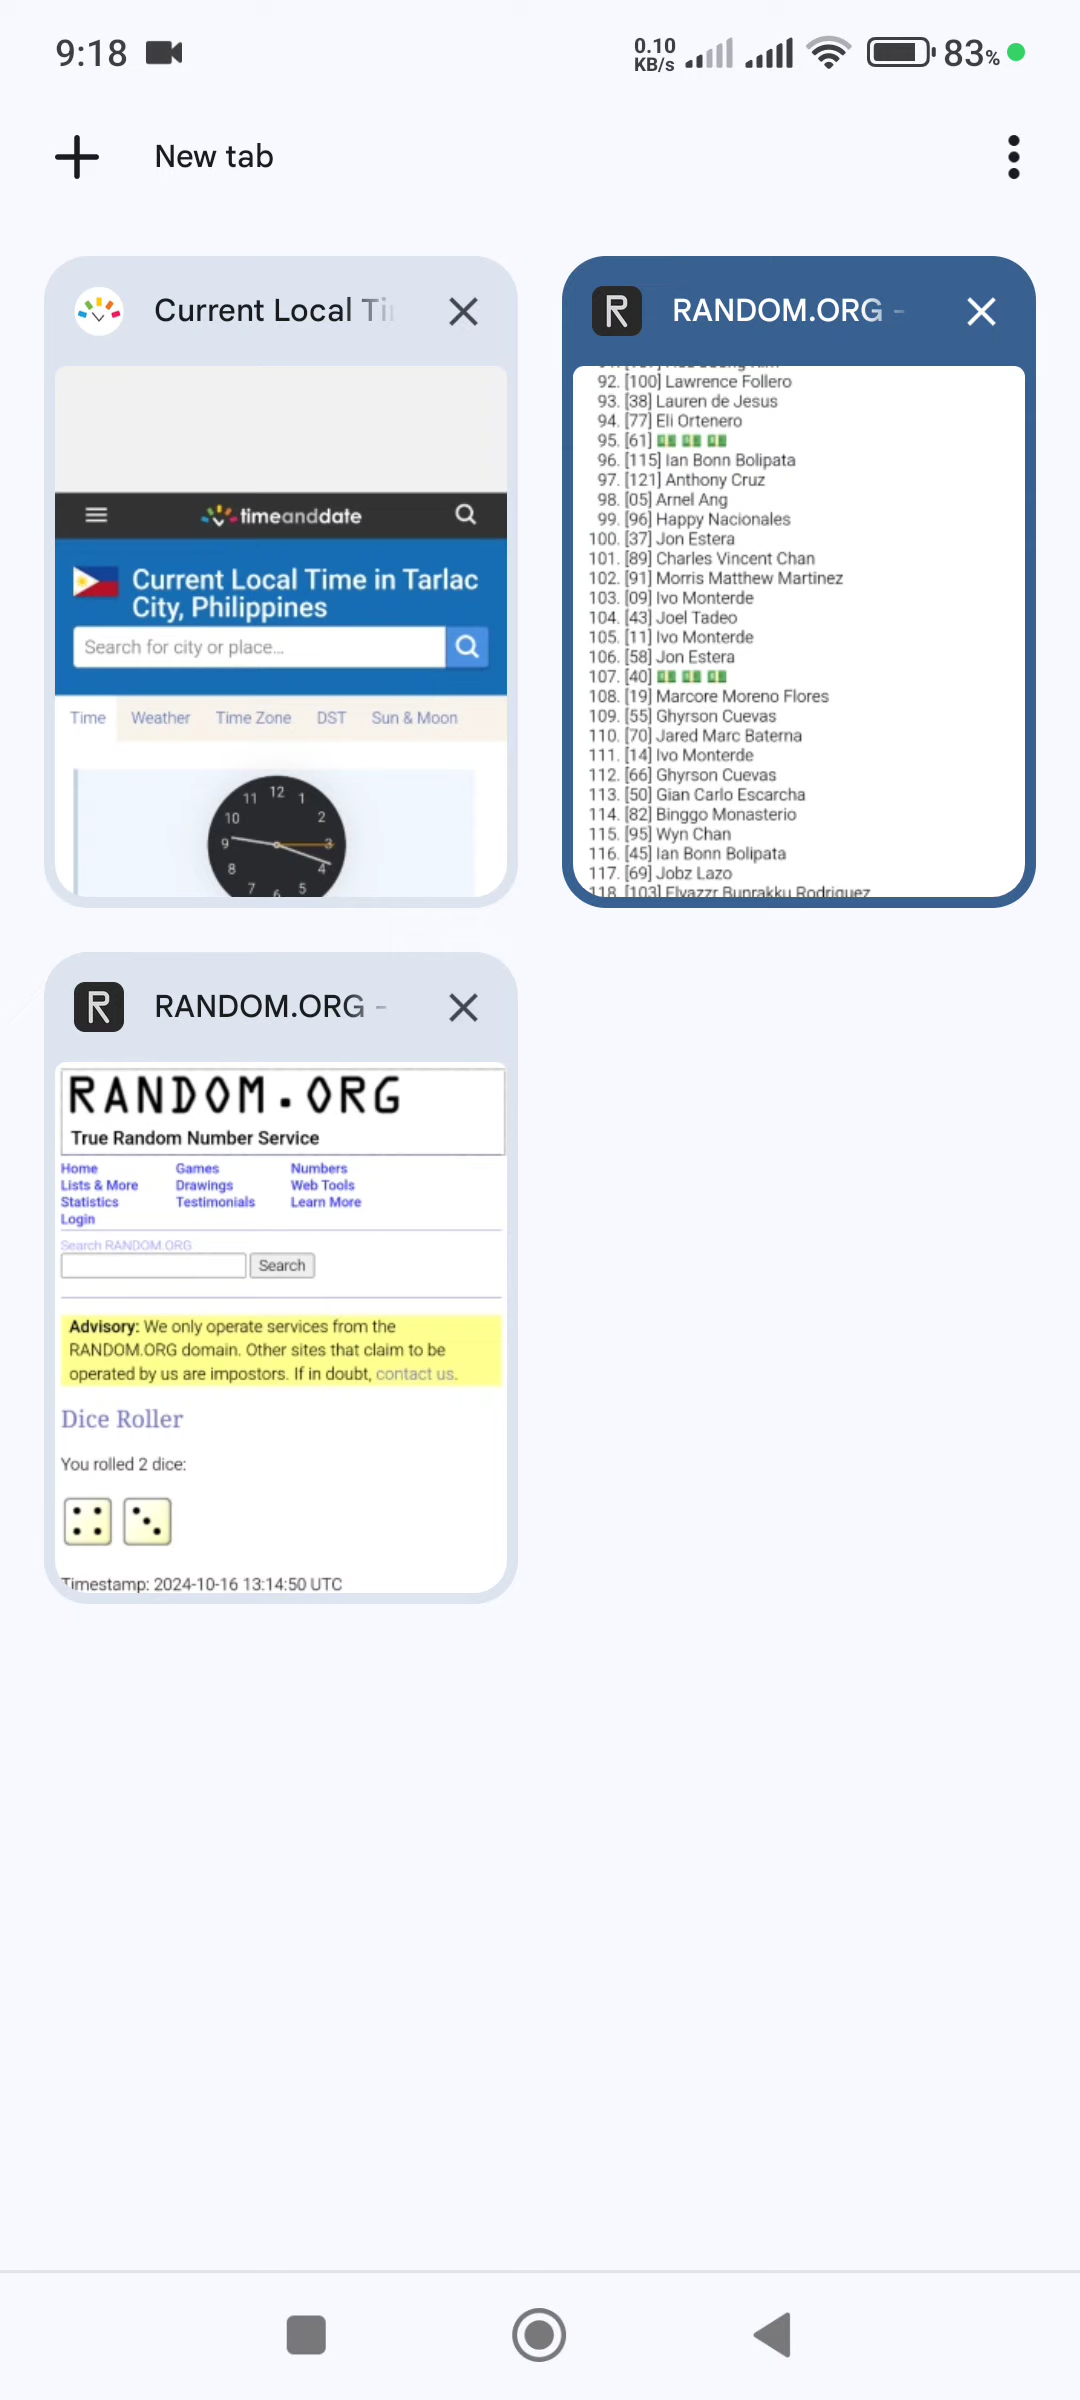 9:18
0.10
KB/s
83%
New tab
Current Local Ti
timeanddate
Current Local Time in Tarlac
City, Philippines
Search for city or place...
Time Weather Time Zone DST Sun & Moon
12
11 1
10 2
9 3
8 4
7 5
6
RANDOM.ORG -
92. [100] Lawrence Follero
93. [38] Lauren de Jesus
94. [77] Eli Ortenero
95. [61] 💵 💵 💵
96. [115] Ian Bonn Bolipata
97. [121] Anthony Cruz
98. [05] Arnel Ang
99. [96] Happy Nacionales
100. [37] Jon Estera
101. [89] Charles Vincent Chan
102. [91] Morris Matthew Martinez
103. [09] Ivo Monterde
104. [43] Joel Tadeo
105. [11] Ivo Monterde
106. [58] Jon Estera
107. [40] 💵 💵 💵
108. [19] Marcore Moreno Flores
109. [55] Ghyrson Cuevas
110. [70] Jared Marc Baterna
111. [14] Ivo Monterde
112. [66] Ghyrson Cuevas
113. [50] Gian Carlo Escarcha
114. [82] Binggo Monasterio
115. [95] Wyn Chan
116. [45] Ian Bonn Bolipata
117. [69] Jobz Lazo
118. [103] Elyazzr Bunrakku Rodriguez
RANDOM.ORG -
RANDOM.ORG
True Random Number Service
Home Games Numbers
Lists & More Drawings Web Tools
Statistics Testimonials Learn More
Login
Search RANDOM.ORG
Search
Advisory: We only operate services from the
RANDOM.ORG domain. Other sites that claim to be
operated by us are impostors. If in doubt, contact us.
Dice Roller
You rolled 2 dice:
Timestamp: 2024-10-16 13:14:50 UTC